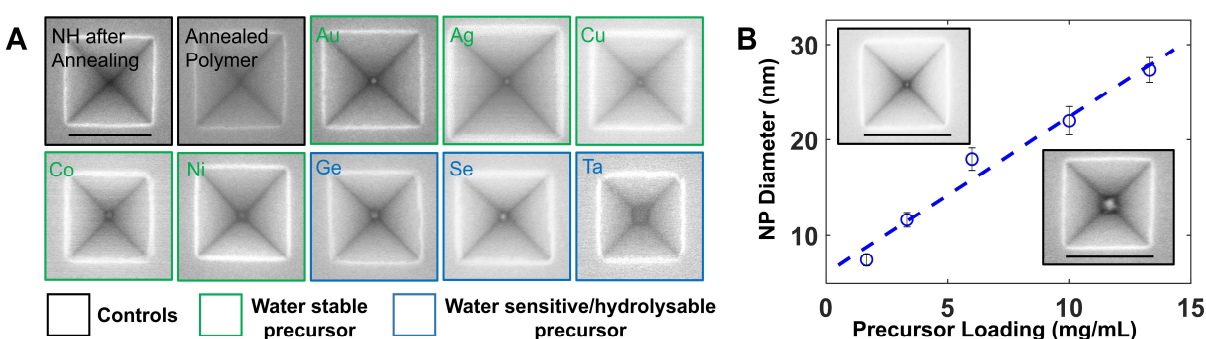 A
NH after
Annealing
Annealed
Polymer
Au
Ag
Cu
Co
Ni
Ge
Se
Ta
Controls
Water stable
precursor
Water sensitive/hydrolysable
precursor
B
NP Diameter (nm)
30
20
10
0
5
10
15
Precursor Loading (mg/mL)